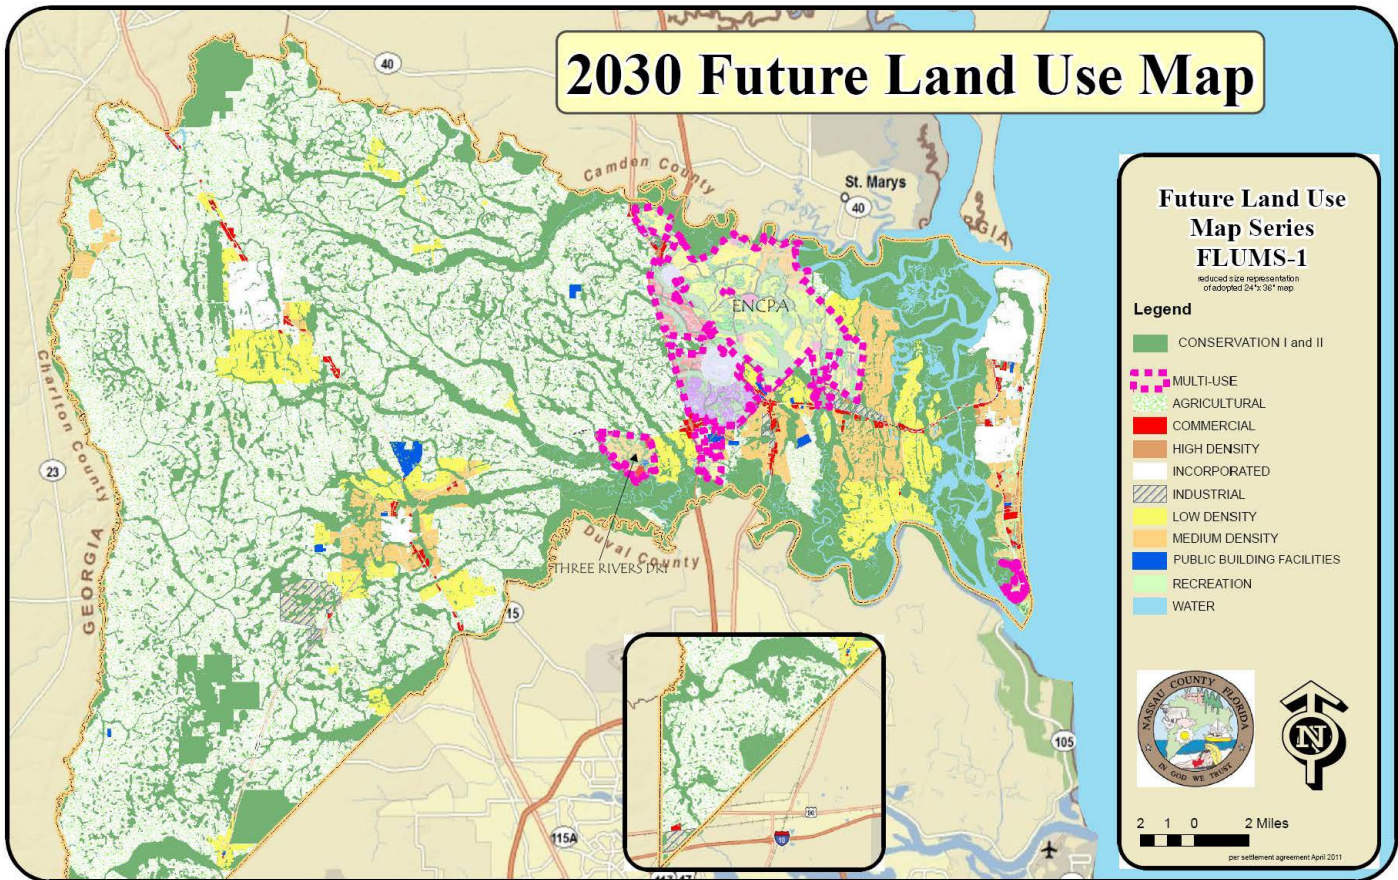 2030 Future Land Use Map
40
Camden County
St. Marys
40
GEORGIA
ENCPA
Charlton County
23
GEORGIA
Duval County
THREE RIVERS DRI
15
115A
90
10
105
Future Land Use
Map Series
FLUMS-1
reduced size representation
of adopted 24"x 36" map
Legend
CONSERVATION I and II
MULTI-USE
AGRICULTURAL
COMMERCIAL
HIGH DENSITY
INCORPORATED
INDUSTRIAL
LOW DENSITY
MEDIUM DENSITY
PUBLIC BUILDING FACILITIES
RECREATION
WATER
NASSAU COUNTY FLORIDA
IN GOD WE TRUST
N
2 1 0 2 Miles
per settlement agreement April 2011